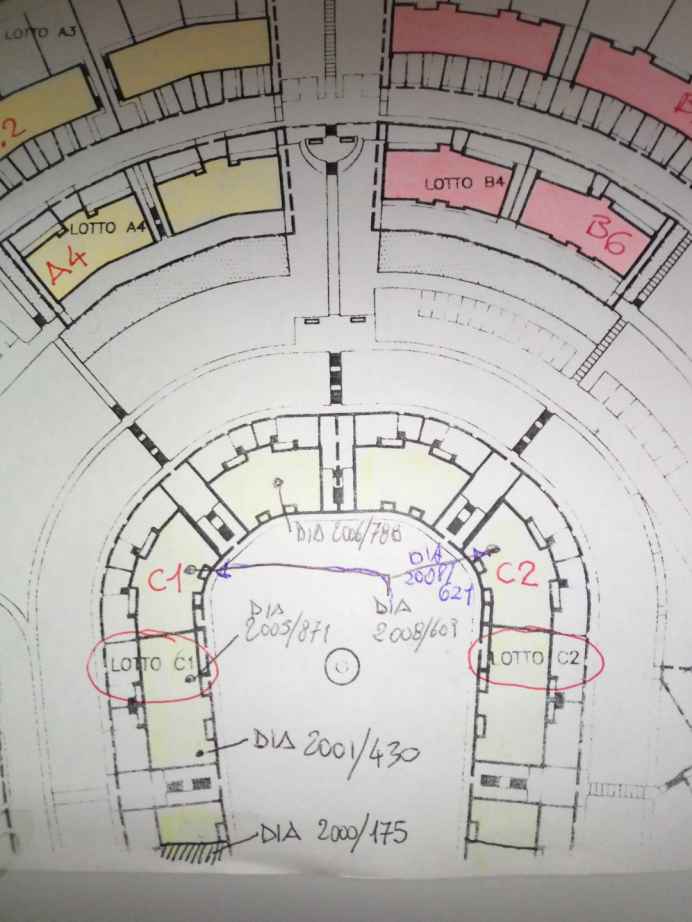 LOTTO A3
.2
B
LOTTO B4
B6
LOTTO A4
A4
DIA 2006/788
DIA
2008/
621
C1
C2
DIA
2005/871
DIA
2008/609
LOTTO C1
LOTTO C2
C
DIA 2001/430
DIA 2000/175